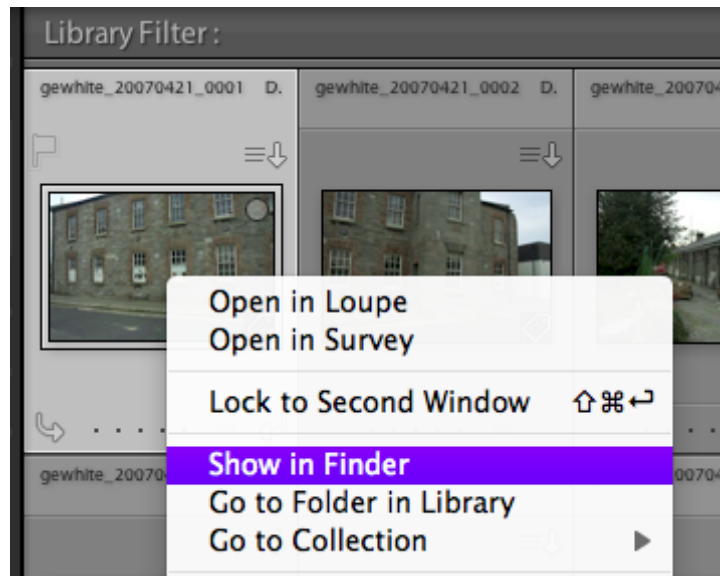 Library Filter :
gewhite_20070421_0001 D.
gewhite_20070421_0002 D.
Open in Loupe
Open in Survey
Lock to Second Window ⇧⌘↩
Show in Finder
Go to Folder in Library
Go to Collection ▶